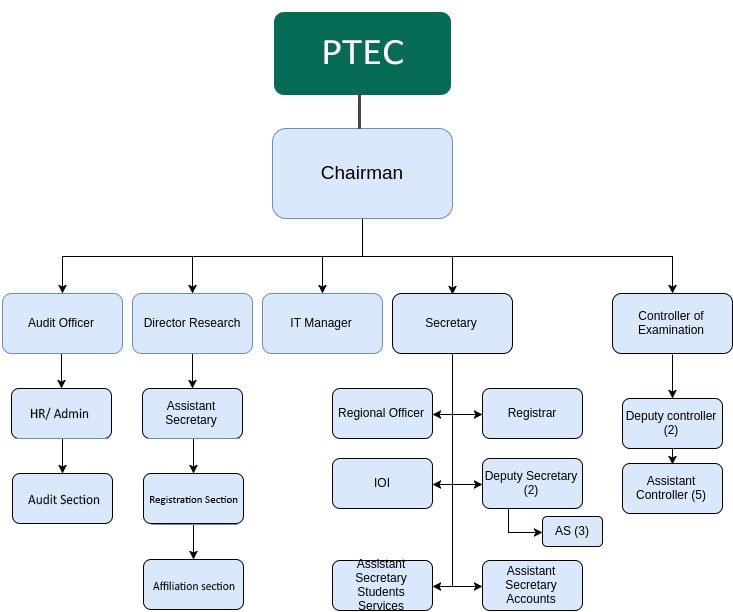 PTEC
Chairman
Audit Officer
Director Research
IT Manager
Secretary
Controller of
Examination
HR/ Admin
Assistant
Secretary
Regional Officer
Registrar
Deputy controller
(2)
Audit Section
Registration Section
IOI
Deputy Secretary
(2)
Assistant
Controller (5)
AS (3)
Affiliation section
Assistant
Secretary
Students
Services
Assistant
Secretary
Accounts